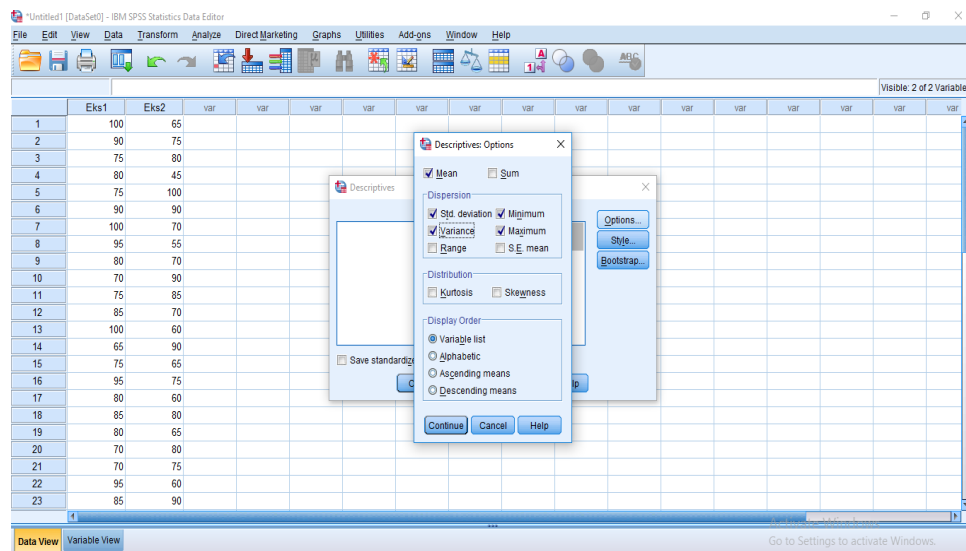 *Untitled1 [DataSet0] - IBM SPSS Statistics Data Editor
File Edit View Data Transform Analyze Direct Marketing Graphs Utilities Add-ons Window Help
Visible: 2 of 2 Variable
Eks1 Eks2 var var var var var var var var var var var var var var var
1 100 65
2 90 75
3 75 80
4 80 45
5 75 100
6 90 90
7 100 70
8 95 55
9 80 70
10 70 90
11 75 85
12 85 70
13 100 60
14 65 90
15 75 65
16 95 75
17 80 60
18 85 80
19 80 65
20 70 80
21 70 75
22 95 60
23 85 90
Descriptives
Options...
Style...
Bootstrap...
Save standardize
Descriptives: Options
Mean Sum
Dispersion
Std. deviation Minimum
Variance Maximum
Range S.E. mean
Distribution
Kurtosis Skewness
Display Order
Variable list
Alphabetic
Ascending means
Descending means
Continue Cancel Help
Data View Variable View
Activate Windows
Go to Settings to activate Windows.